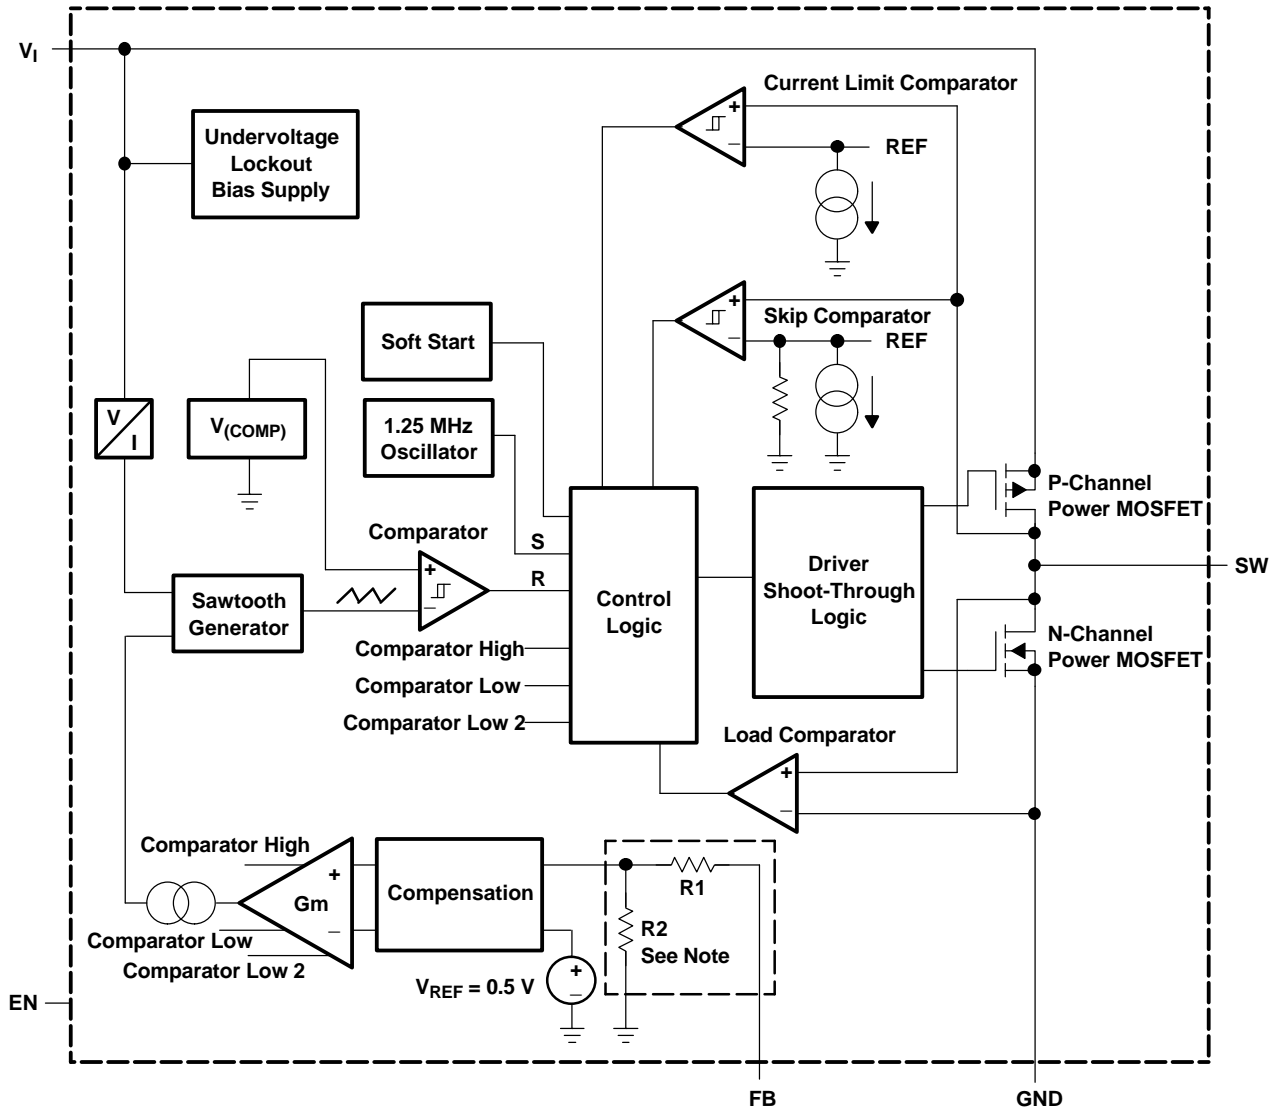 VI
Current Limit Comparator
+
−
REF
Undervoltage
Lockout
Bias Supply
Skip Comparator
+
−
REF
Soft Start
V
I
V(COMP)
1.25 MHz
Oscillator
P-Channel
Power MOSFET
Comparator
S
R
+
−
Sawtooth
Generator
Control
Logic
Driver
Shoot-Through
Logic
SW
N-Channel
Power MOSFET
Comparator High
Comparator Low
Comparator Low 2
Load Comparator
+
−
Comparator High
+
Gm
−
Compensation
R1
R2
See Note
Comparator Low
Comparator Low 2
VREF = 0.5 V
+
−
EN
FB
GND